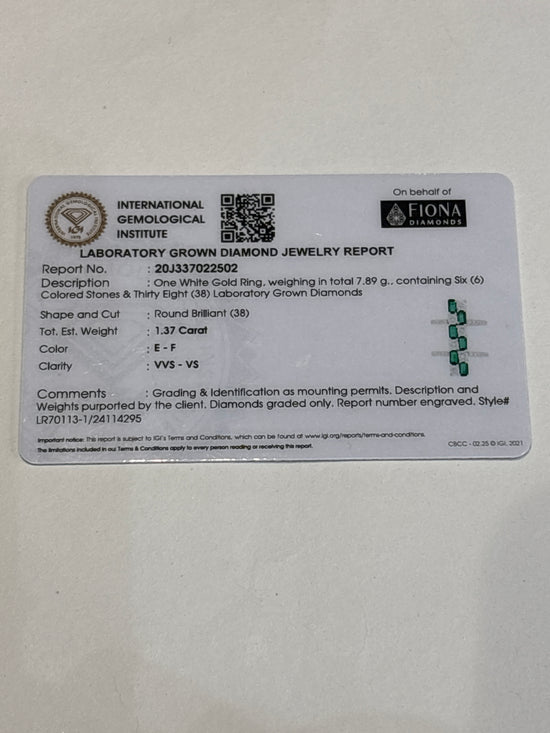 INTERNATIONAL
GEMOLOGICAL
INSTITUTE
IGI
1975
On behalf of
FIONA
DIAMONDS
LABORATORY GROWN DIAMOND JEWELRY REPORT
Report No. : 20J337022502
Description : One White Gold Ring, weighing in total 7.89 g., containing Six (6)
Colored Stones & Thirty Eight (38) Laboratory Grown Diamonds
Shape and Cut : Round Brilliant (38)
Tot. Est. Weight : 1.37 Carat
Color : E - F
Clarity : VVS - VS
Comments : Grading & Identification as mounting permits. Description and
Weights purported by the client. Diamonds graded only. Report number engraved. Style#
LR70113-1/24114295
Important notice: This report is subject to IGI's Terms and Conditions, which can be found at www.igi.org/reports/terms-and-conditions.
The limitations included in our Terms & Conditions apply to every person reading or receiving this report.
CBCC - 02.25 © IGI, 2021